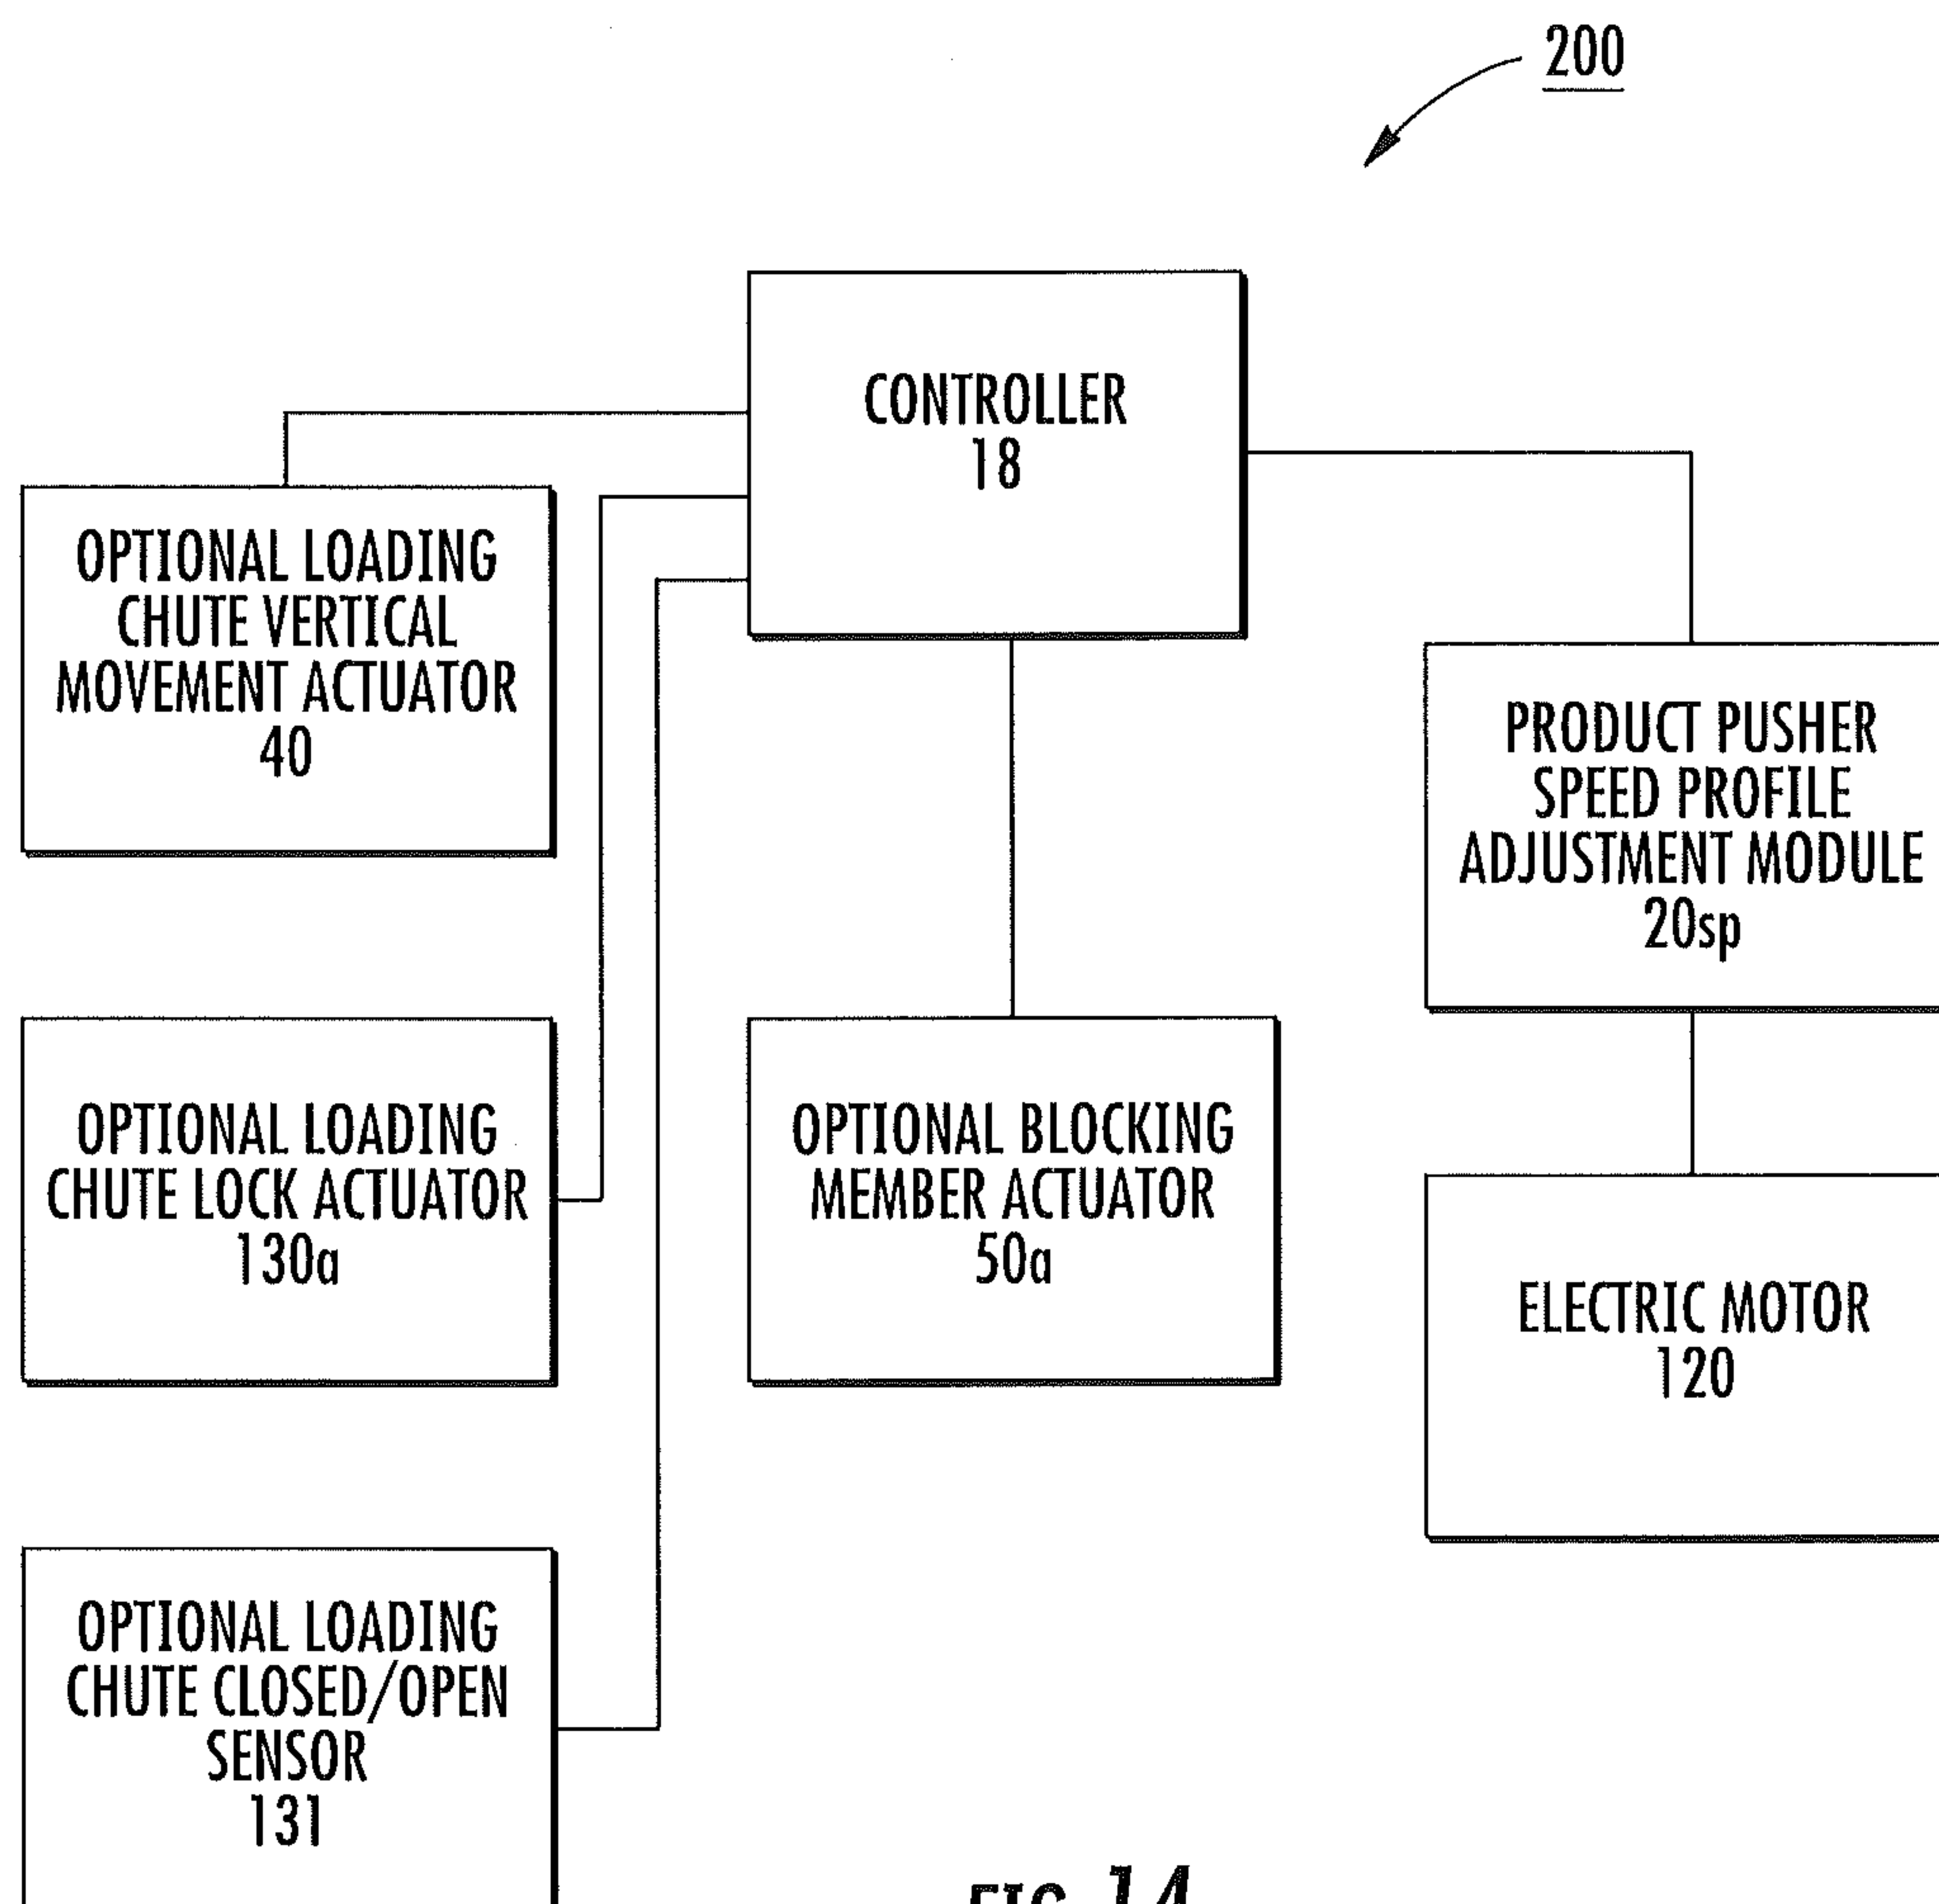 200
CONTROLLER
18
OPTIONAL LOADING
CHUTE VERTICAL
MOVEMENT ACTUATOR
40
PRODUCT PUSHER
SPEED PROFILE
ADJUSTMENT MODULE
20sp
OPTIONAL LOADING
CHUTE LOCK ACTUATOR
130a
OPTIONAL BLOCKING
MEMBER ACTUATOR
50a
ELECTRIC MOTOR
120
OPTIONAL LOADING
CHUTE CLOSED/OPEN
SENSOR
131
FIG. 14